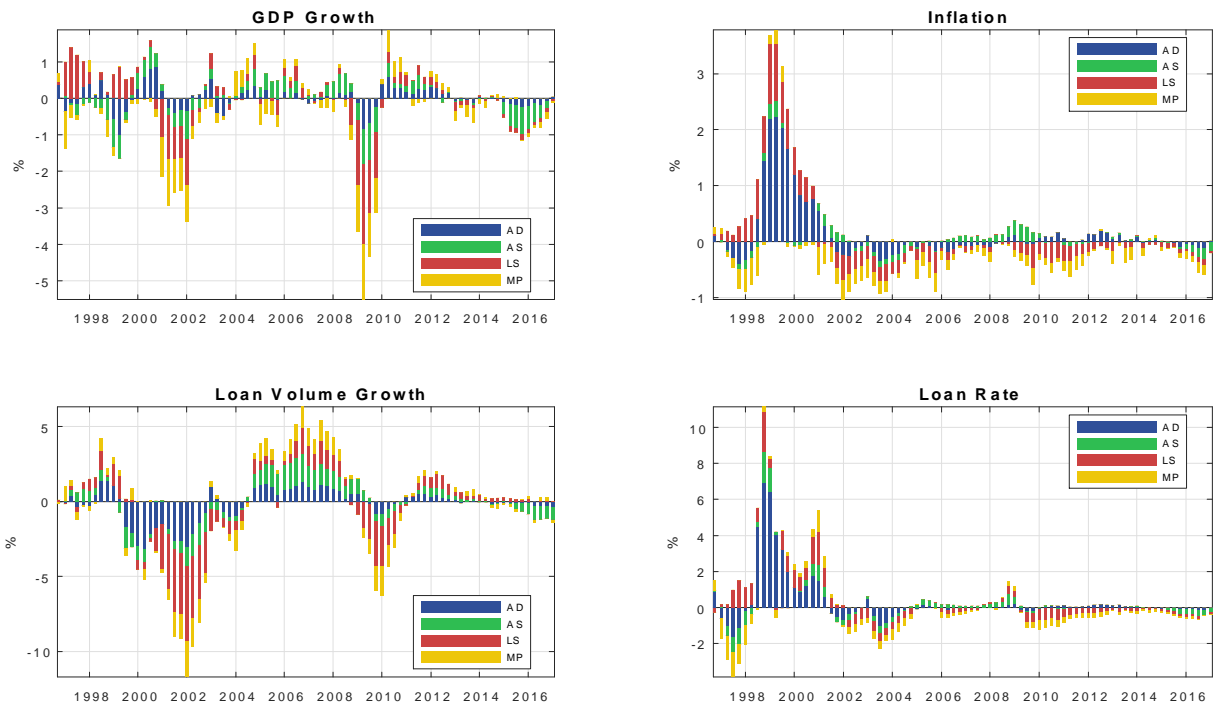 GDP Growth
1
0
-1
-2
-3
-4
-5
%
AD
AS
LS
MP
1998 2000 2002 2004 2006 2008 2010 2012 2014 2016
Inflation
3
2
1
0
-1
%
AD
AS
LS
MP
1998 2000 2002 2004 2006 2008 2010 2012 2014 2016
Loan Volume Growth
5
0
-5
-10
%
AD
AS
LS
MP
1998 2000 2002 2004 2006 2008 2010 2012 2014 2016
Loan Rate
10
8
6
4
2
0
-2
%
AD
AS
LS
MP
1998 2000 2002 2004 2006 2008 2010 2012 2014 2016